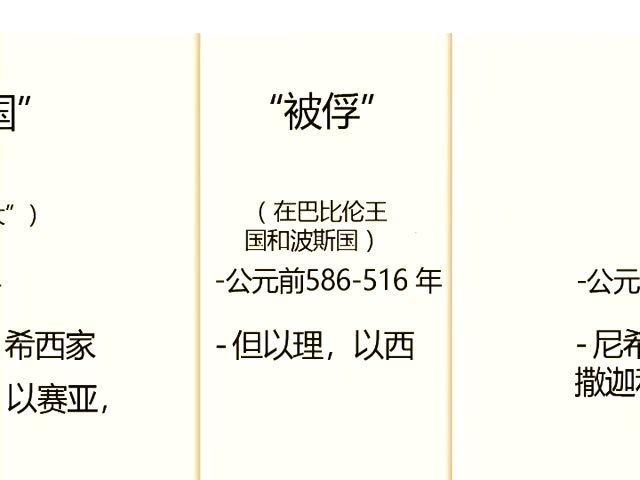 国”
“被俘”
”）
（在巴比伦王
国和波斯国）
-公元前586-516 年
-公元
希西家
- 但以理，以西
- 尼希
以赛亚，
撒迦